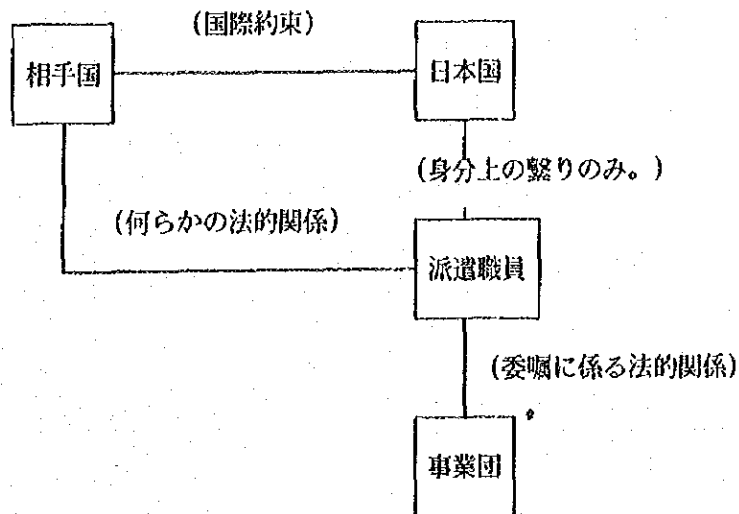 (国際約束)
相手国
日本国
(身分上の繋りのみ。)
(何らかの法的関係)
派遣職員
(委嘱に係る法的関係)
事業団